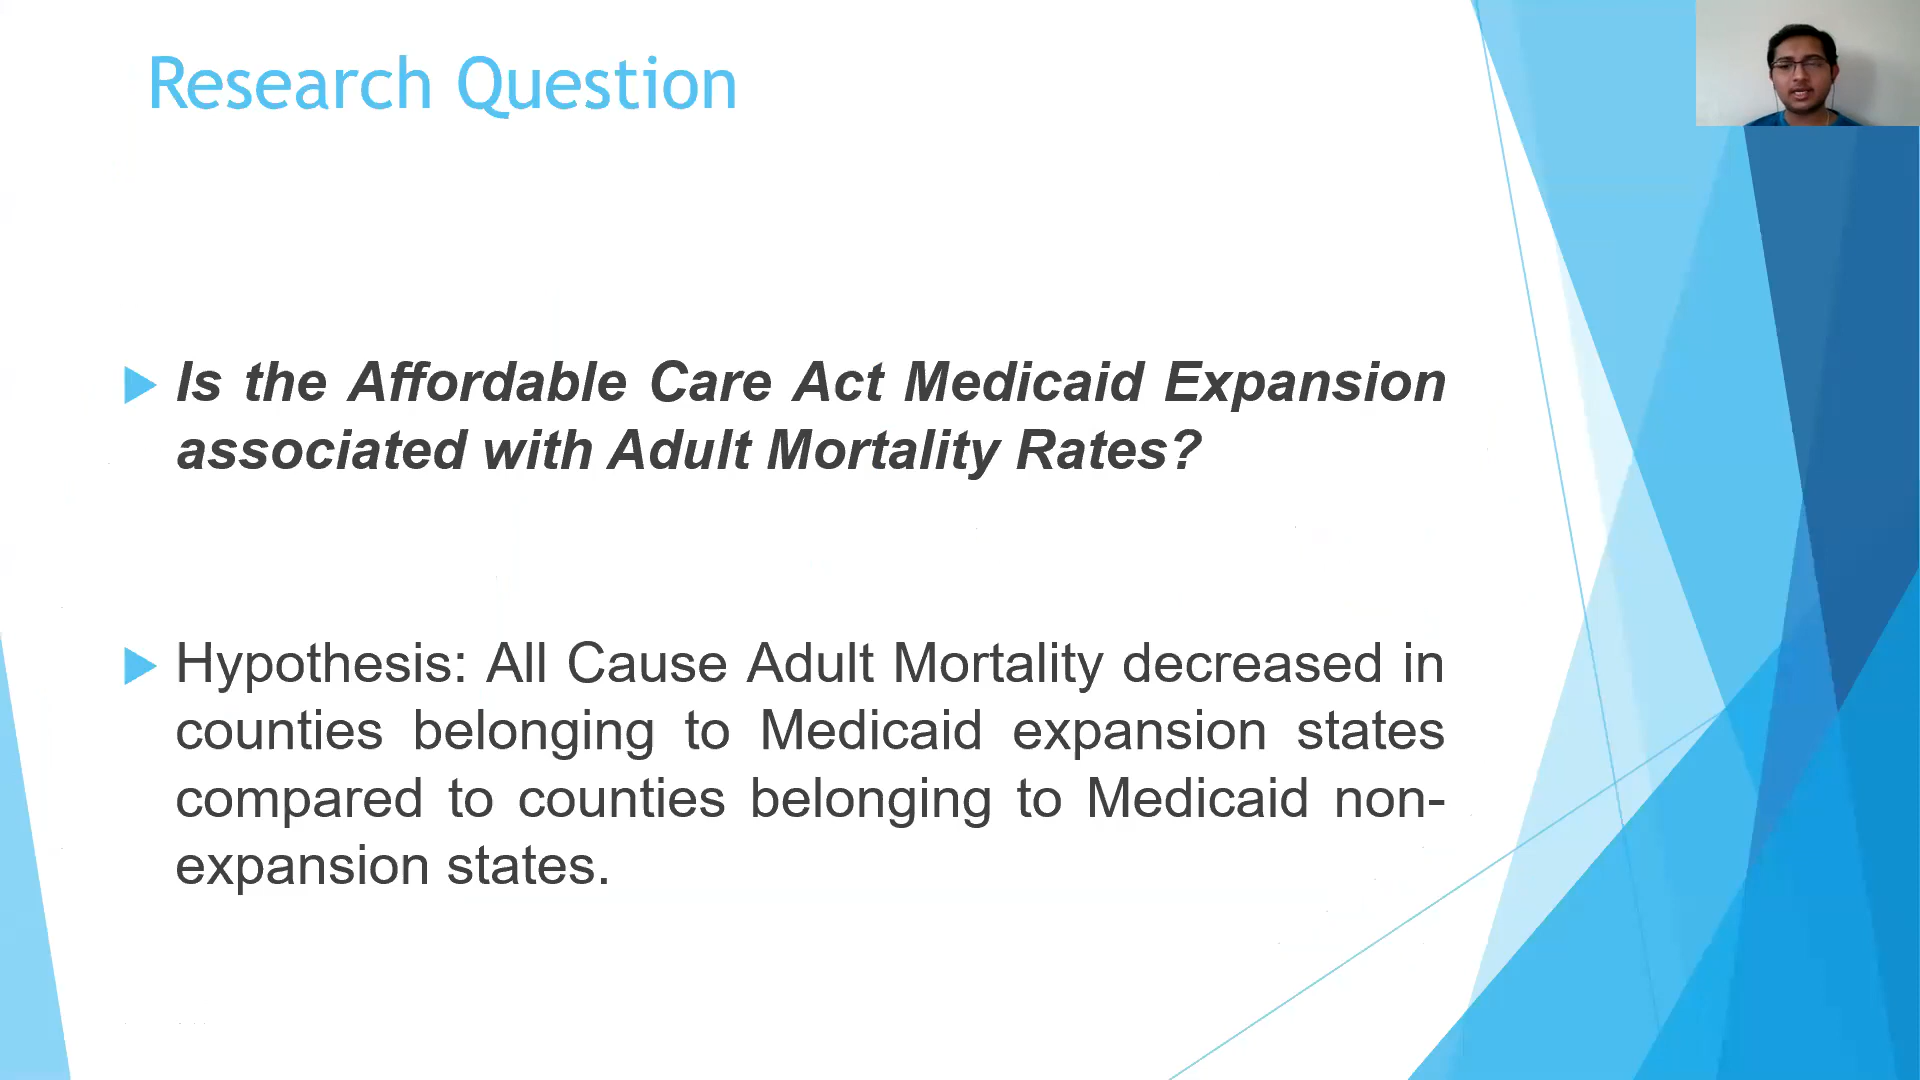 Research Question
Is the Affordable Care Act Medicaid Expansion
associated with Adult Mortality Rates?
Hypothesis: All Cause Adult Mortality decreased in
counties belonging to Medicaid expansion states
compared to counties belonging to Medicaid non-
expansion states.